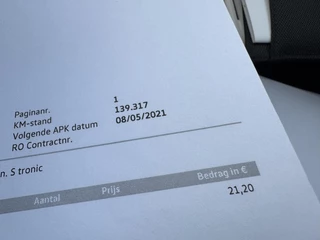 Paginanr. 1
KM-stand 139.317
Volgende APK datum 08/05/2021
RO Contractnr.
n. S tronic
Aantal Prijs Bedrag in €
21,20